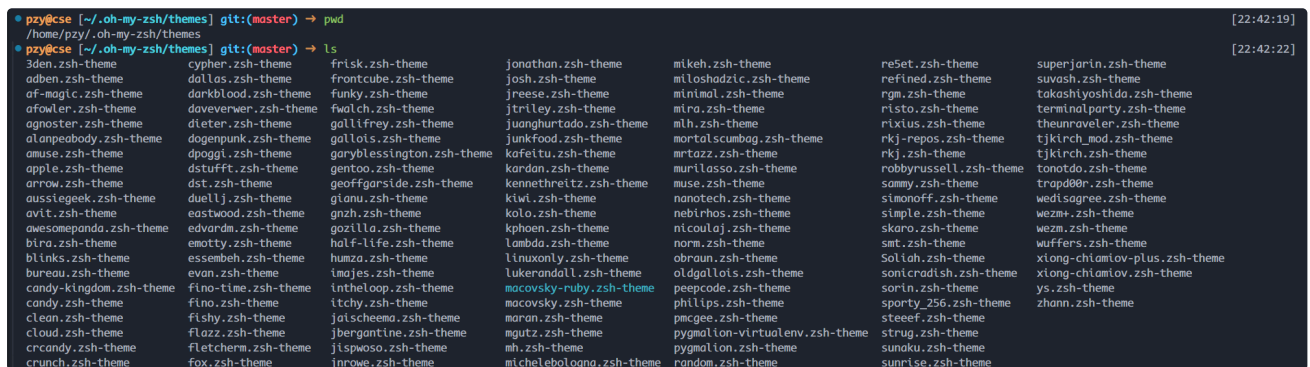 pzy@cse [~/.oh-my-zsh/themes] git:(master) → pwd [22:42:19]
/home/pzy/.oh-my-zsh/themes
pzy@cse [~/.oh-my-zsh/themes] git:(master) → ls [22:42:22]
3den.zsh-theme cypher.zsh-theme frisk.zsh-theme jonathan.zsh-theme mikeh.zsh-theme re5et.zsh-theme superjarin.zsh-theme
adben.zsh-theme dallas.zsh-theme frontcube.zsh-theme josh.zsh-theme miloshadzic.zsh-theme refined.zsh-theme suvash.zsh-theme
af-magic.zsh-theme darkblood.zsh-theme funky.zsh-theme jreese.zsh-theme minimal.zsh-theme rgm.zsh-theme takashiyoshida.zsh-theme
afowler.zsh-theme daveverwer.zsh-theme fwalch.zsh-theme jtriley.zsh-theme mira.zsh-theme risto.zsh-theme terminalparty.zsh-theme
agnoster.zsh-theme dieter.zsh-theme gallifrey.zsh-theme juanghurtado.zsh-theme mlh.zsh-theme rixius.zsh-theme theunraveler.zsh-theme
alanpeabody.zsh-theme dogenpunk.zsh-theme gallois.zsh-theme junkfood.zsh-theme mortalscumbag.zsh-theme rkj-repos.zsh-theme tjkirch_mod.zsh-theme
amuse.zsh-theme dpoggi.zsh-theme garyblessington.zsh-theme kafeitu.zsh-theme mrtazz.zsh-theme rkj.zsh-theme tjkirch.zsh-theme
apple.zsh-theme dstufft.zsh-theme gentoo.zsh-theme kardan.zsh-theme murilasso.zsh-theme robbyrussell.zsh-theme tonotdo.zsh-theme
arrow.zsh-theme dst.zsh-theme geoffgarside.zsh-theme kennethreitz.zsh-theme muse.zsh-theme sammy.zsh-theme trapd00r.zsh-theme
aussiegeek.zsh-theme duellj.zsh-theme gianu.zsh-theme kiwi.zsh-theme nanotech.zsh-theme simonoff.zsh-theme wedisagree.zsh-theme
avit.zsh-theme eastwood.zsh-theme gnzh.zsh-theme kolo.zsh-theme nebirhos.zsh-theme simple.zsh-theme wezm+.zsh-theme
awesomepanda.zsh-theme edvardm.zsh-theme gozilla.zsh-theme kphoen.zsh-theme nicoulaj.zsh-theme skaro.zsh-theme wezm.zsh-theme
bira.zsh-theme emotty.zsh-theme half-life.zsh-theme lambda.zsh-theme norm.zsh-theme smt.zsh-theme wuffers.zsh-theme
blinks.zsh-theme essembeh.zsh-theme humza.zsh-theme linuxonly.zsh-theme obraun.zsh-theme Soliah.zsh-theme xiong-chiamiov-plus.zsh-theme
bureau.zsh-theme evan.zsh-theme imajes.zsh-theme lukerandall.zsh-theme oldgallois.zsh-theme sonicradish.zsh-theme xiong-chiamiov.zsh-theme
candy-kingdom.zsh-theme fino-time.zsh-theme intheloop.zsh-theme macovsky-ruby.zsh-theme peepcode.zsh-theme sorin.zsh-theme ys.zsh-theme
candy.zsh-theme fino.zsh-theme itchy.zsh-theme macovsky.zsh-theme philips.zsh-theme sporty_256.zsh-theme zhann.zsh-theme
clean.zsh-theme fishy.zsh-theme jaischeema.zsh-theme maran.zsh-theme pmcgee.zsh-theme steeef.zsh-theme
cloud.zsh-theme flazz.zsh-theme jbergantine.zsh-theme mgutz.zsh-theme pygmalion-virtualenv.zsh-theme strug.zsh-theme
crcandy.zsh-theme fletcherm.zsh-theme jispwoso.zsh-theme mh.zsh-theme pygmalion.zsh-theme sunaku.zsh-theme
crunch.zsh-theme fox.zsh-theme jnrowe.zsh-theme michelebologna.zsh-theme random.zsh-theme sunrise.zsh-theme